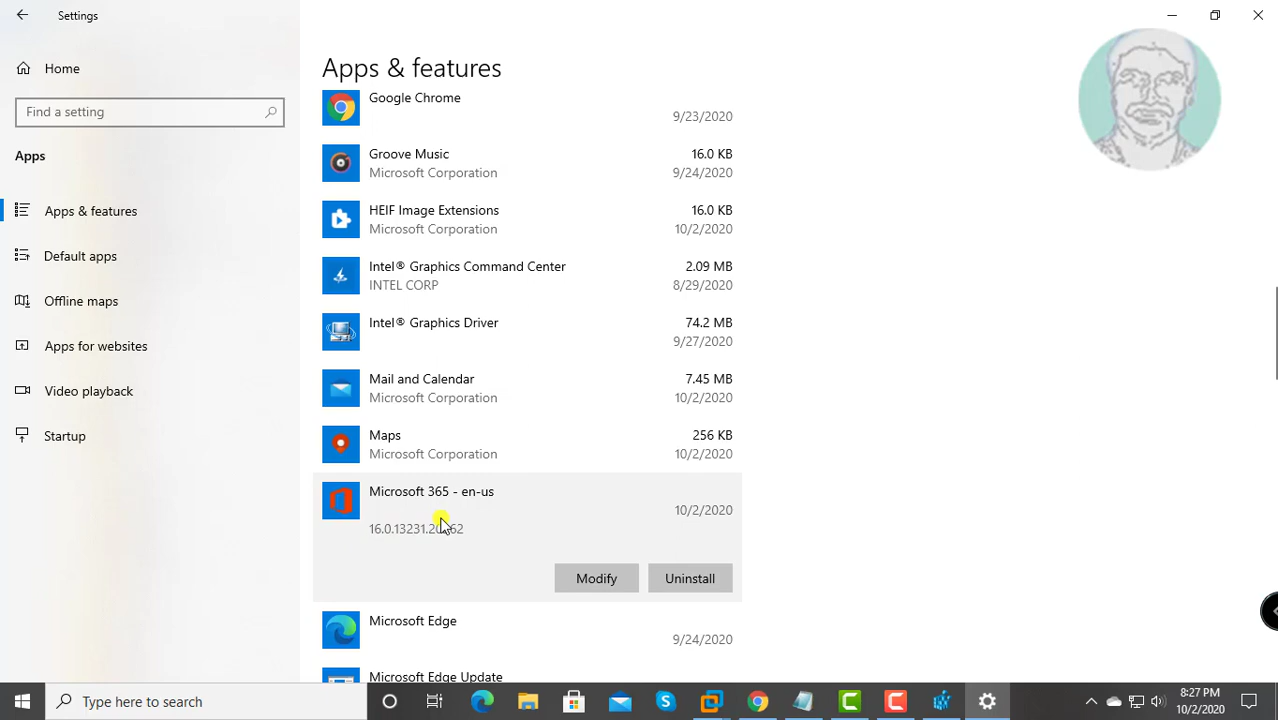 Settings
Home
Find a setting
Apps
Apps & features
Default apps
Offline maps
Apps for websites
Video playback
Startup
Apps & features
Google Chrome
9/23/2020
Groove Music 16.0 KB
Microsoft Corporation 9/24/2020
HEIF Image Extensions 16.0 KB
Microsoft Corporation 10/2/2020
Intel® Graphics Command Center 2.09 MB
INTEL CORP 8/29/2020
Intel® Graphics Driver 74.2 MB
9/27/2020
Mail and Calendar 7.45 MB
Microsoft Corporation 10/2/2020
Maps 256 KB
Microsoft Corporation 10/2/2020
Microsoft 365 - en-us
10/2/2020
Modify Uninstall
Microsoft Edge
9/24/2020
Microsoft Edge Update
Type here to search
8:27 PM
10/2/2020